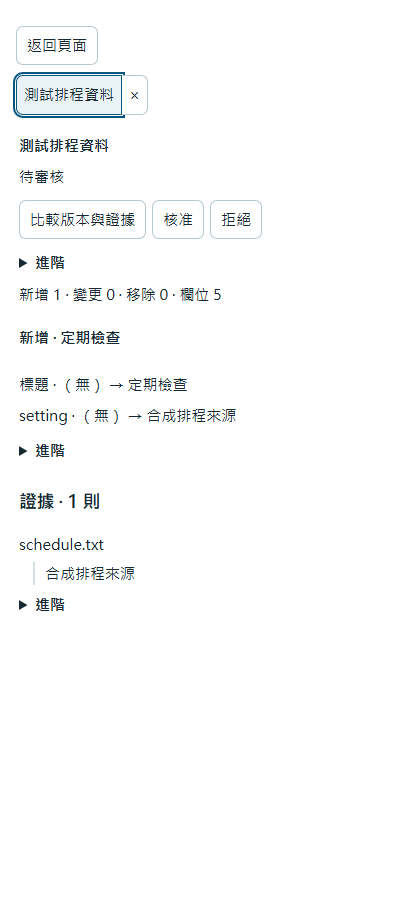 返回頁面
測試排程資料 ×
測試排程資料
待審核
比較版本與證據 核准 拒絕
▶ 進階
新增 1 · 變更 0 · 移除 0 · 欄位 5
新增 · 定期檢查
標題 · （無） → 定期檢查
setting · （無） → 合成排程來源
▶ 進階
證據 · 1 則
schedule.txt
合成排程來源
▶ 進階